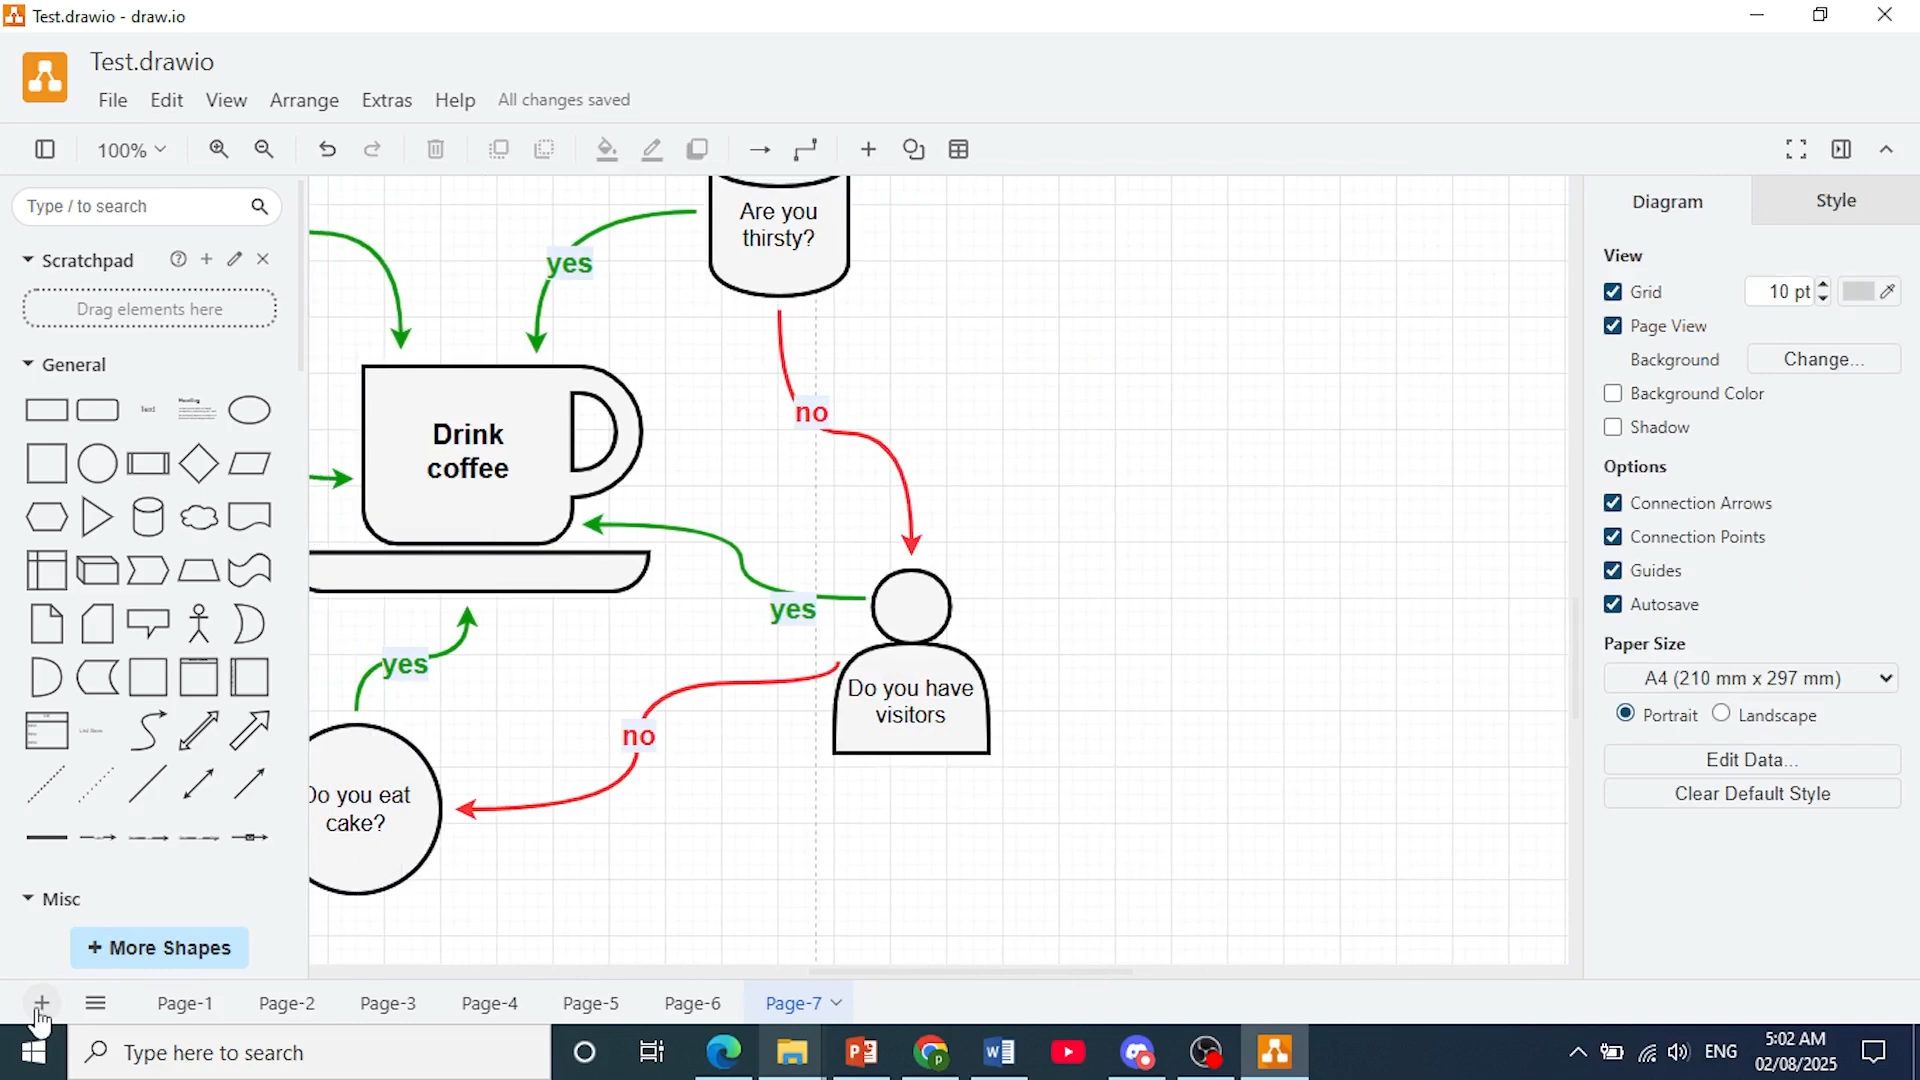 Test.drawio - draw.io
Test.drawio
File Edit View Arrange Extras Help All changes saved
100%
Type / to search
Scratchpad
Drag elements here
General
Text
Heading
List Item
Misc
+ More Shapes
Are you
thirsty?
yes
no
Drink
coffee
yes
yes
Do you have
visitors
no
Do you eat
cake?
Diagram Style
View
Grid 10 pt
Page View
Background Change...
Background Color
Shadow
Options
Connection Arrows
Connection Points
Guides
Autosave
Paper Size
A4 (210 mm x 297 mm)
Portrait Landscape
Edit Data...
Clear Default Style
Page-1 Page-2 Page-3 Page-4 Page-5 Page-6 Page-7
Type here to search
ENG
5:02 AM
02/08/2025